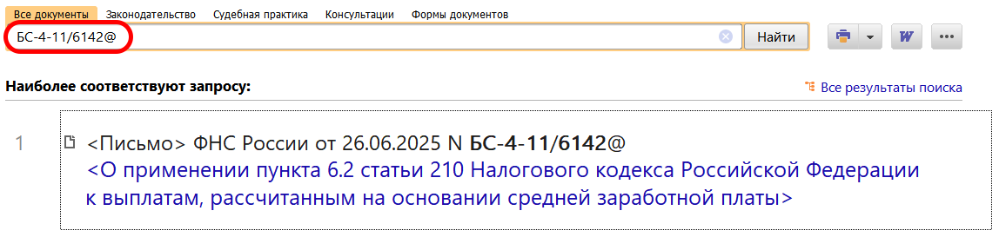 Все документы Законодательство Судебная практика Консультации Формы документов
БС-4-11/6142@ Найти W
Наиболее соответствуют запросу: Все результаты поиска
1 <Письмо> ФНС России от 26.06.2025 N БС-4-11/6142@
<О применении пункта 6.2 статьи 210 Налогового кодекса Российской Федерации
к выплатам, рассчитанным на основании средней заработной платы>